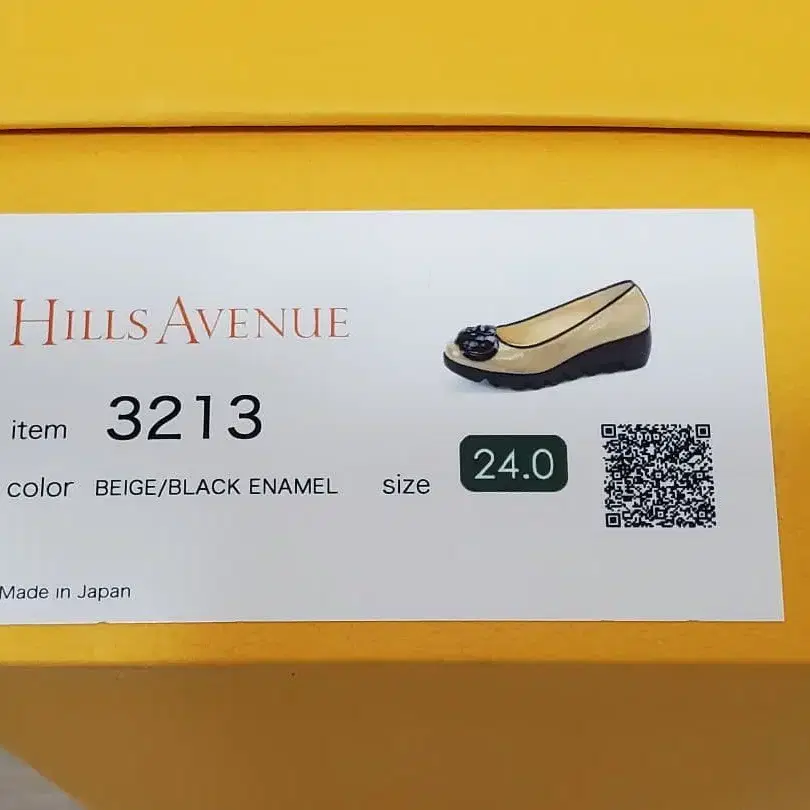 HILLS AVENUE
item 3213
color BEIGE/BLACK ENAMEL size 24.0
Made in Japan